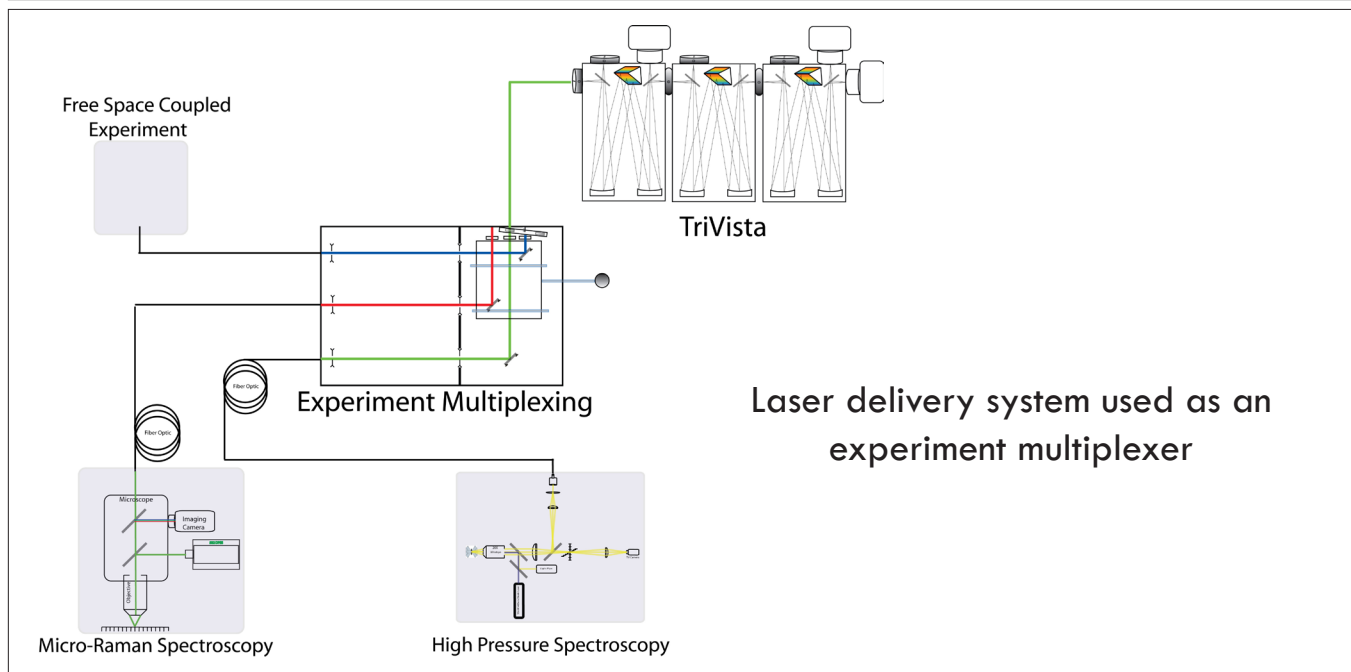 Free Space Coupled
Experiment
TriVista
Experiment Multiplexing
Fiber Optic
Fiber Optic
Laser delivery system used as an
experiment multiplexer
Microscope
Imaging
Camera
Objective
Micro-Raman Spectroscopy
High Pressure Spectroscopy